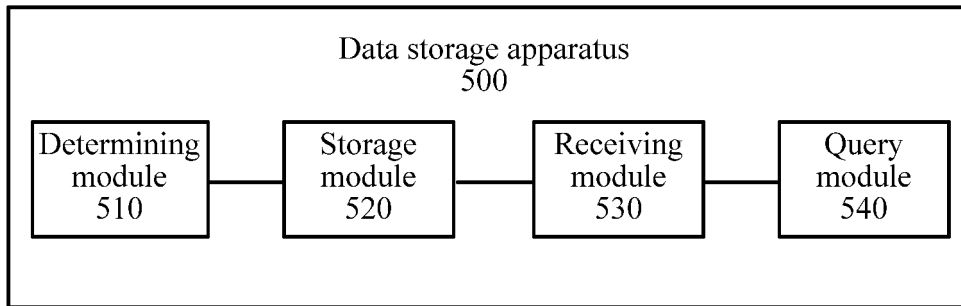 Data storage apparatus
500
Determining
module
510
Storage
module
520
Receiving
module
530
Query
module
540